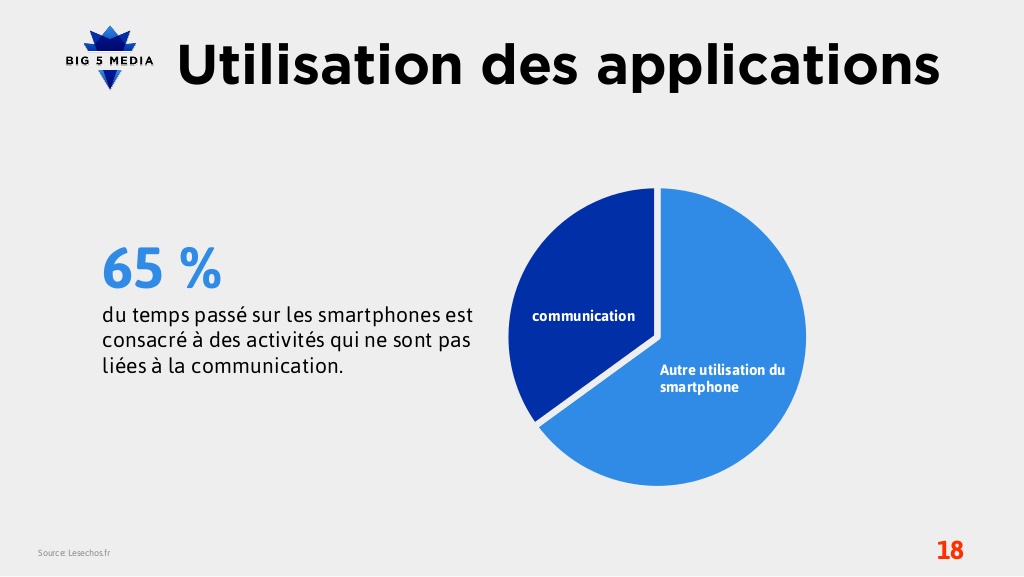 BIG 5 MEDIA
Utilisation des applications
65 %
du temps passé sur les smartphones est
consacré à des activités qui ne sont pas
liées à la communication.
communication
Autre utilisation du
smartphone
Source: Lesechos.fr
18